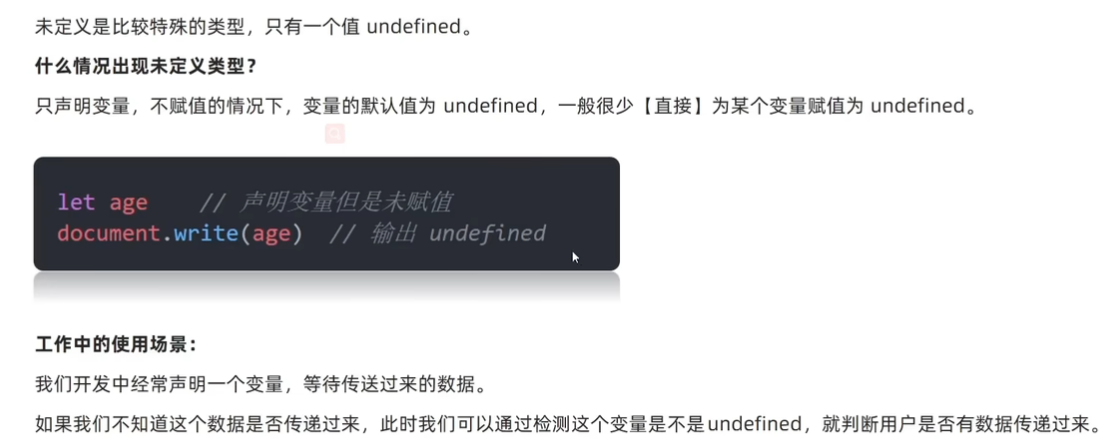 未定义是比较特殊的类型，只有一个值 undefined。
什么情况出现未定义类型？
只声明变量，不赋值的情况下，变量的默认值为 undefined，一般很少【直接】为某个变量赋值为 undefined。
let age // 声明变量但是未赋值
document.write(age) // 输出 undefined
工作中的使用场景：
我们开发中经常声明一个变量，等待传送过来的数据。
如果我们不知道这个数据是否传递过来，此时我们可以通过检测这个变量是不是undefined，就判断用户是否有数据传递过来。